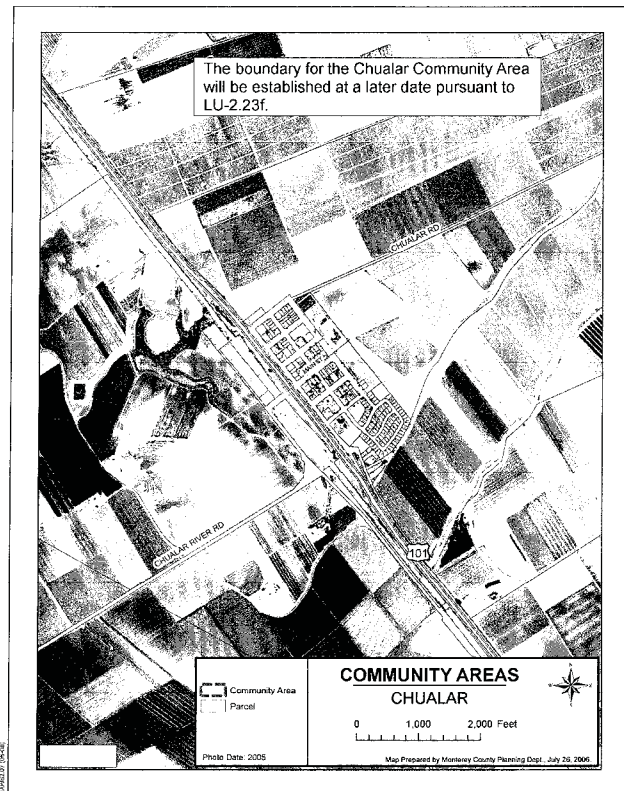 The boundary for the Chualar Community Area
will be established at a later date pursuant to
LU-2.23f.
CHUALAR RD
CHUALAR RIVER RD
101
Community Area
Parcel
Photo Date: 2005
COMMUNITY AREAS
CHUALAR
0 1,000 2,000 Feet
Map Prepared by Monterey County Planning Dept., July 26, 2006